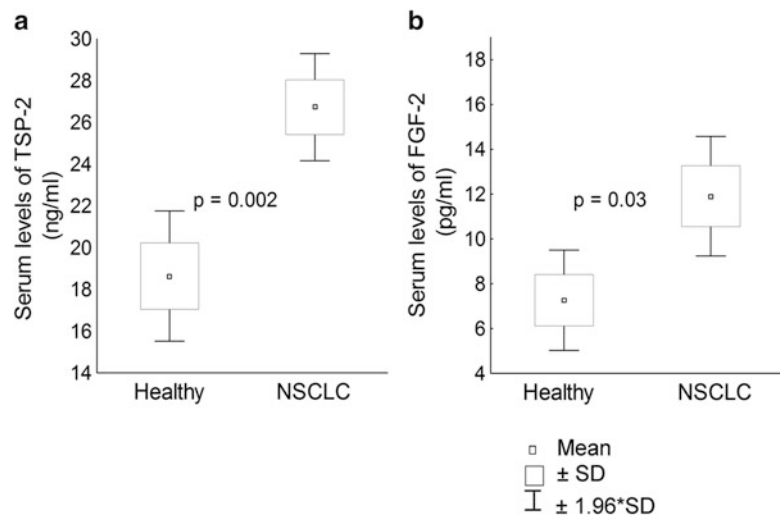 a
Serum levels of TSP-2
(ng/ml)
30
28
26
24
22
20
18
16
14
p = 0.002
Healthy NSCLC
b
Serum levels of FGF-2
(pg/ml)
18
16
14
12
10
8
6
4
p = 0.03
Healthy NSCLC
Mean
± SD
± 1.96*SD